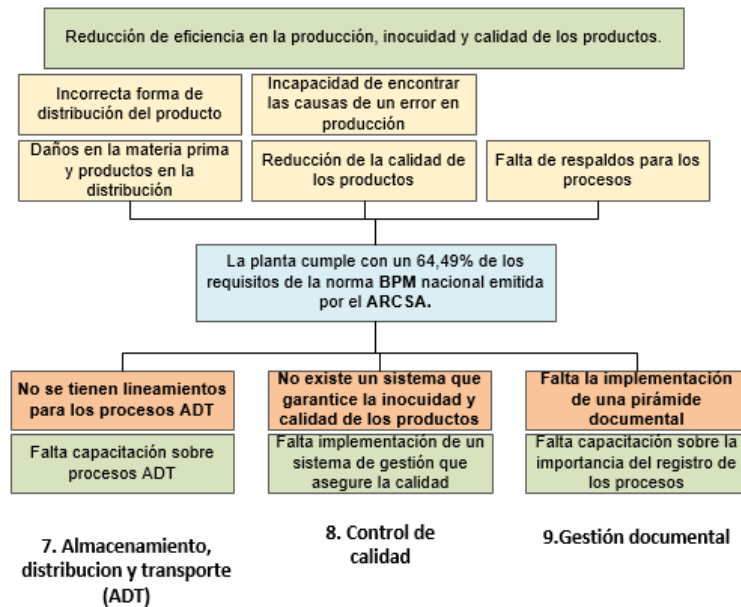 Reducción de eficiencia en la producción, inocuidad y calidad de los productos.
Incorrecta forma de
distribución del producto
Incapacidad de encontrar
las causas de un error en
producción
Daños en la materia prima
y productos en la
distribución
Reducción de la calidad de
los productos
Falta de respaldos para los
procesos
La planta cumple con un 64,49% de los
requisitos de la norma BPM nacional emitida
por el ARCSA.
No se tienen lineamientos
para los procesos ADT
No existe un sistema que
garantice la inocuidad y
calidad de los productos
Falta la implementación
de una pirámide
documental
Falta capacitación sobre
procesos ADT
Falta implementación de un
sistema de gestión que
asegure la calidad
Falta capacitación sobre la
importancia del registro de
los procesos
7. Almacenamiento,
distribucion y transporte
(ADT)
8. Control de
calidad
9.Gestión documental